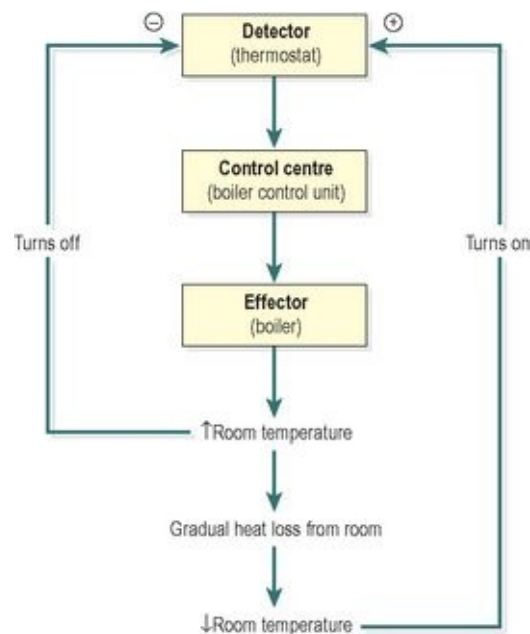 ⊖
Detector
(thermostat)
⊕
Control centre
(boiler control unit)
Turns off
Turns on
Effector
(boiler)
↑Room temperature
Gradual heat loss from room
↓Room temperature